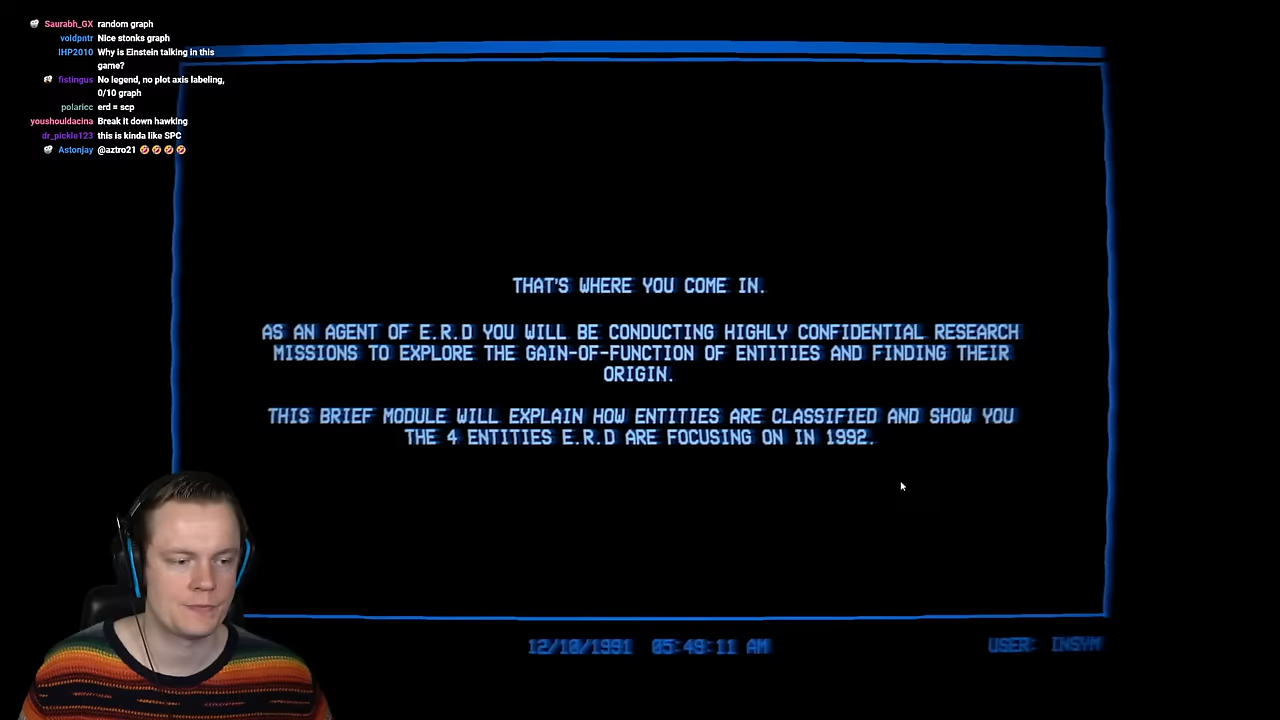 Saurabh_GX random graph
voldpntr Nice stonks graph
IHP2010 Why is Einstein talking in this
game?
fistingus No legend, no plot axis labeling,
0/10 graph
polaricc erd = scp
youshouldacina Break it down hawking
dr_pickle123 this is kinda like SPC
Astonjay @aztro21 🤣🤣🤣🤣
THAT'S WHERE YOU COME IN.
AS AN AGENT OF E.R.D YOU WILL BE CONDUCTING HIGHLY CONFIDENTIAL RESEARCH
MISSIONS TO EXPLORE THE GAIN-OF-FUNCTION OF ENTITIES AND FINDING THEIR
ORIGIN.
THIS BRIEF MODULE WILL EXPLAIN HOW ENTITIES ARE CLASSIFIED AND SHOW YOU
THE 4 ENTITIES E.R.D ARE FOCUSING ON IN 1992.
12/10/1991 05:49:11 AM
USER: INSYM